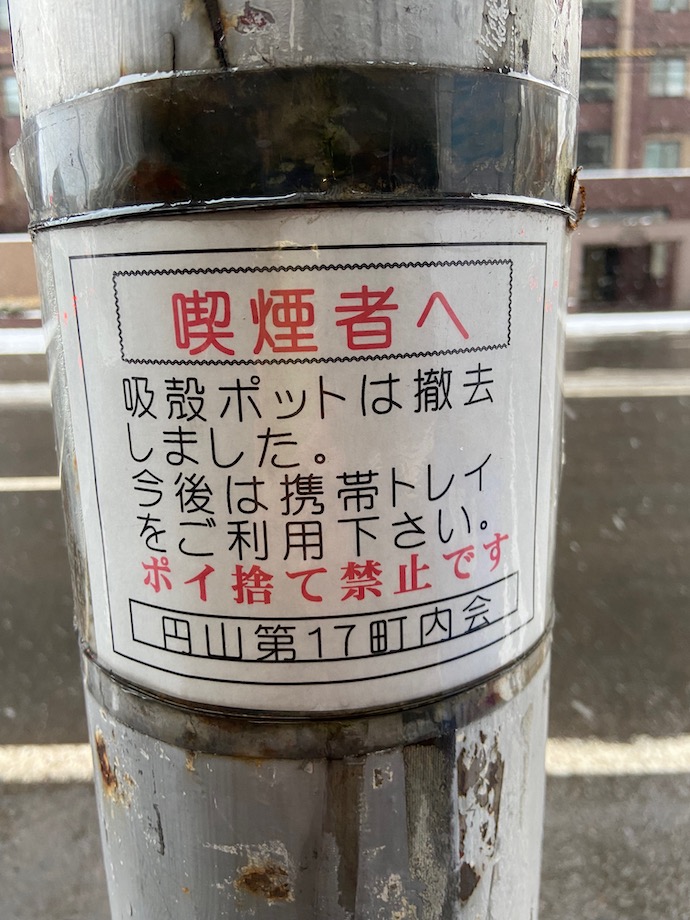 喫煙者へ
吸殻ポットは撤去
しました。
今後は携帯トレイ
をご利用下さい。
ポイ捨て禁止です
円山第17町内会